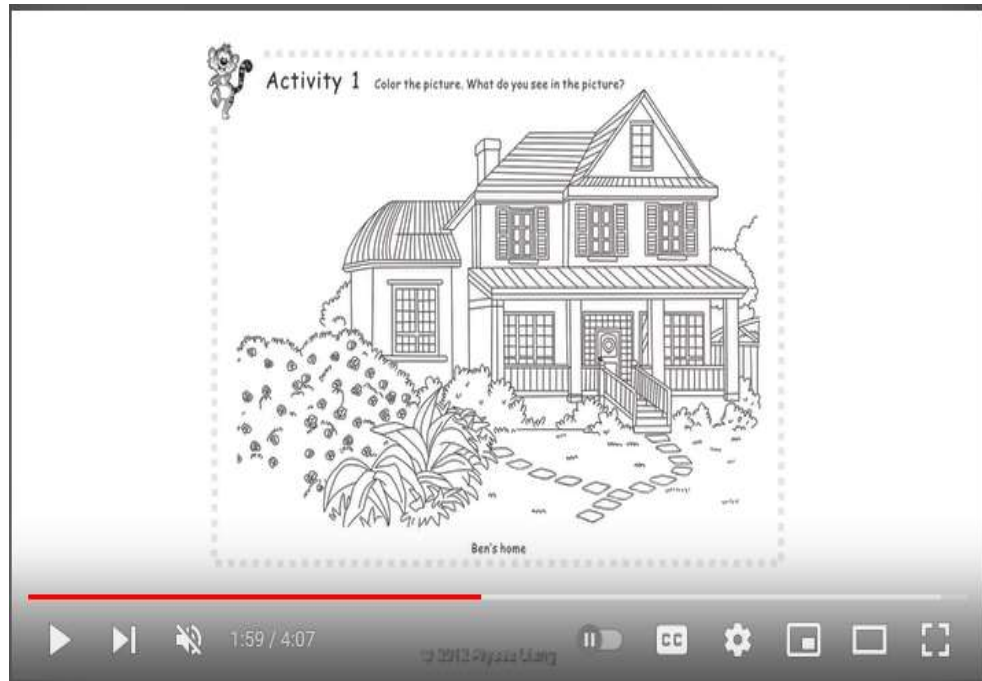 Activity 1 Color the picture. What do you see in the picture?
Ben's home
1:59 / 4:07
CC